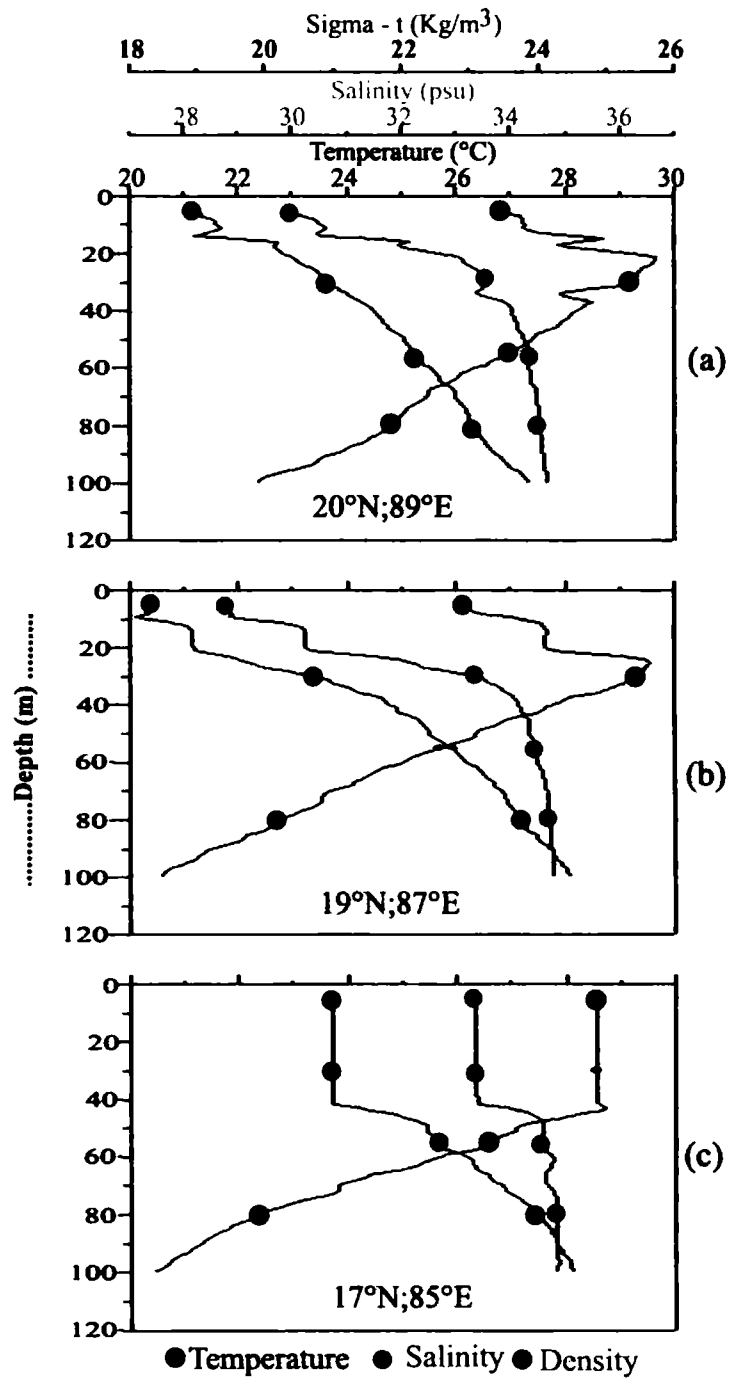 Sigma - t (Kg/m³)
18 20 22 24 26
Salinity (psu)
28 30 32 34 36
Temperature (°C)
20 22 24 26 28 30
0
20
40
60
80
100
120
20°N;89°E
(a)
0
20
40
60
80
100
120
19°N;87°E
(b)
.............Depth (m) ...........
0
20
40
60
80
100
120
17°N;85°E
(c)
Temperature Salinity Density